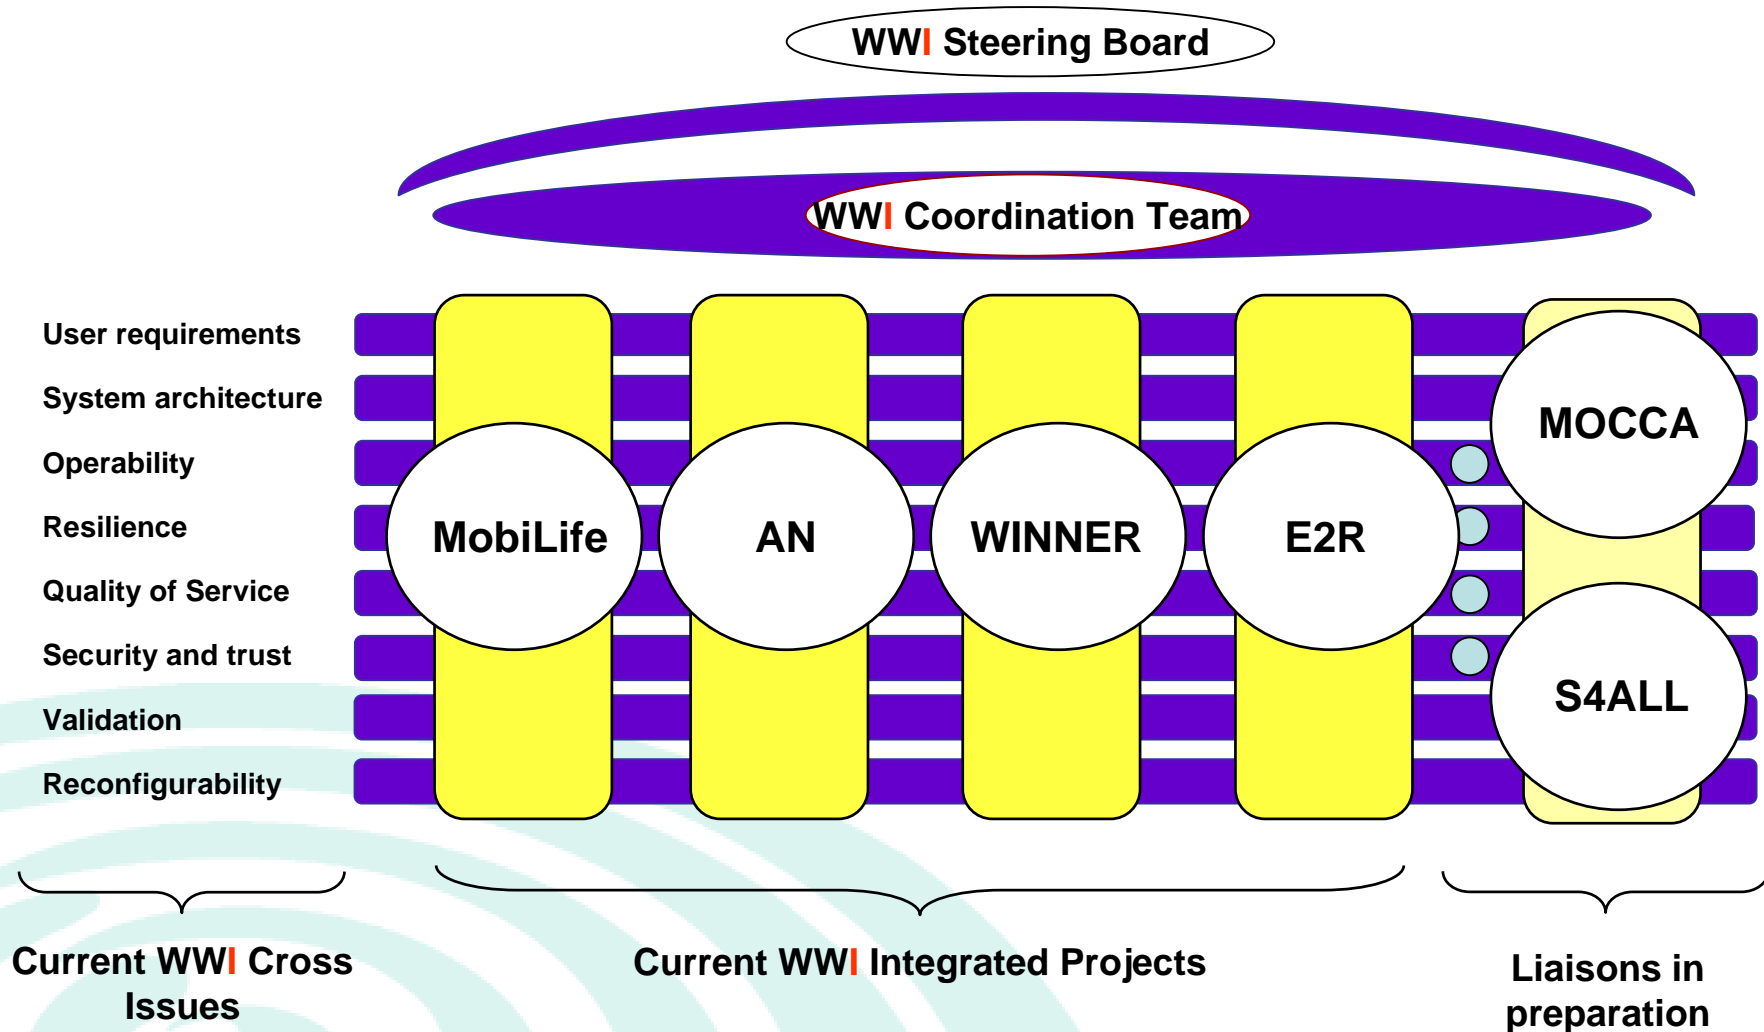 WWI Steering Board
WWI Coordination Team
User requirements
System architecture
Operability
Resilience
Quality of Service
Security and trust
Validation
Reconfigurability
MobiLife
AN
WINNER
E2R
MOCCA
S4ALL
Current WWI Cross
Issues
Current WWI Integrated Projects
Liaisons in
preparation